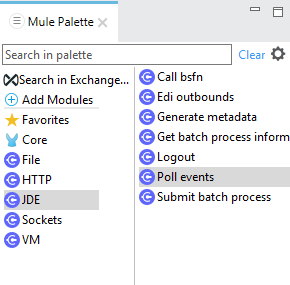 Mule Palette
Search in palette
Clear
Search in Exchange...
Add Modules
Favorites
Core
File
HTTP
JDE
Sockets
VM
Call bsfn
Edi outbounds
Generate metadata
Get batch process inform
Logout
Poll events
Submit batch process